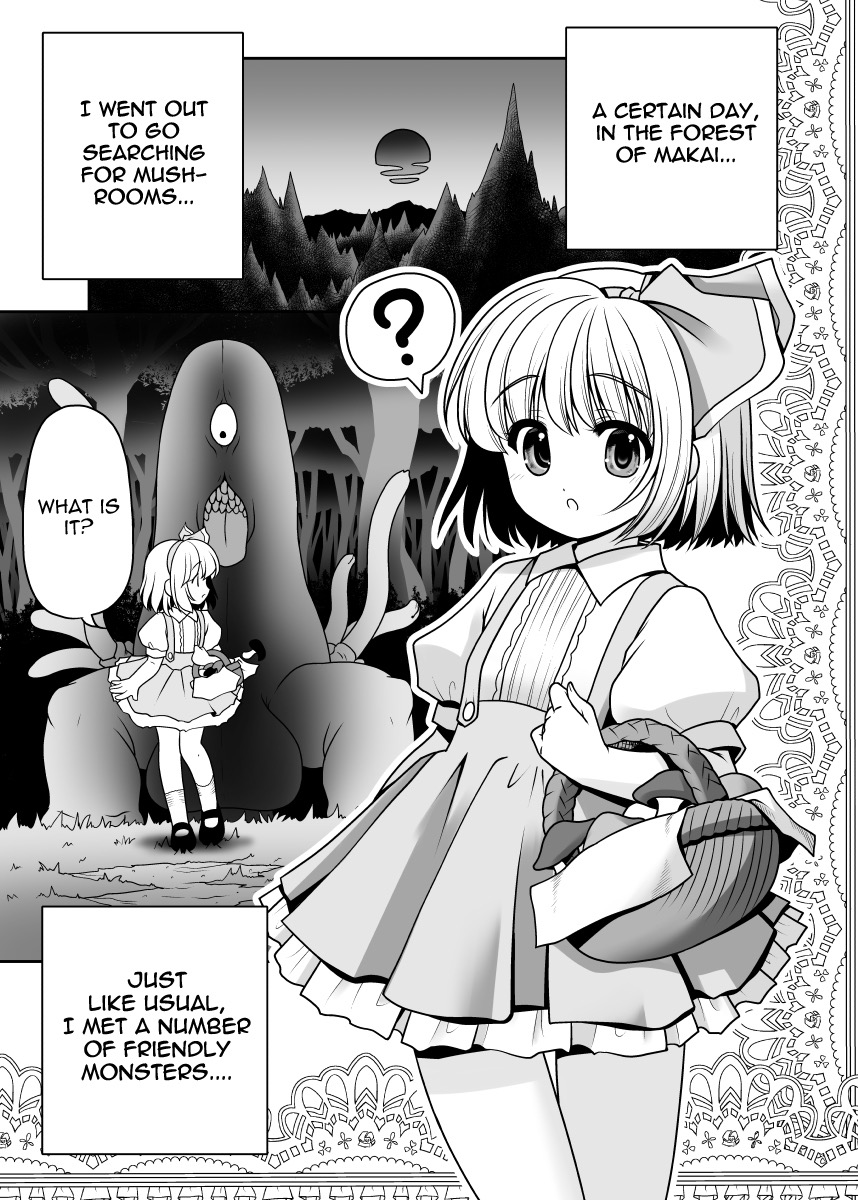 A CERTAIN DAY,
IN THE FOREST
OF MAKAI...
I WENT OUT
TO GO
SEARCHING
FOR MUSH-
ROOMS...
?
WHAT IS
IT?
JUST
LIKE USUAL,
I MET A NUMBER
OF FRIENDLY
MONSTERS....